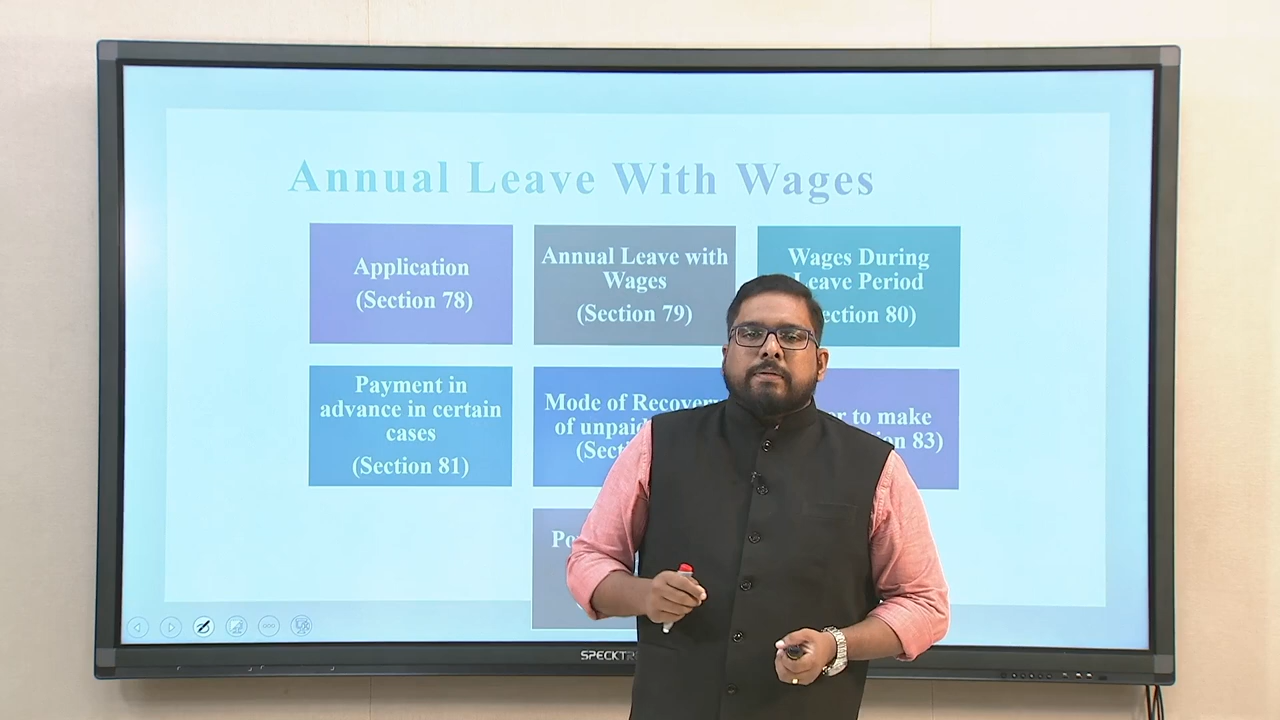 Annual Leave With Wages
Application
(Section 78)
Annual Leave with
Wages
(Section 79)
Wages During
Leave Period
(Section 80)
Payment in
advance in certain
cases
(Section 81)
Mode of Recovery
of unpaid
to make
83)
SPECKTR